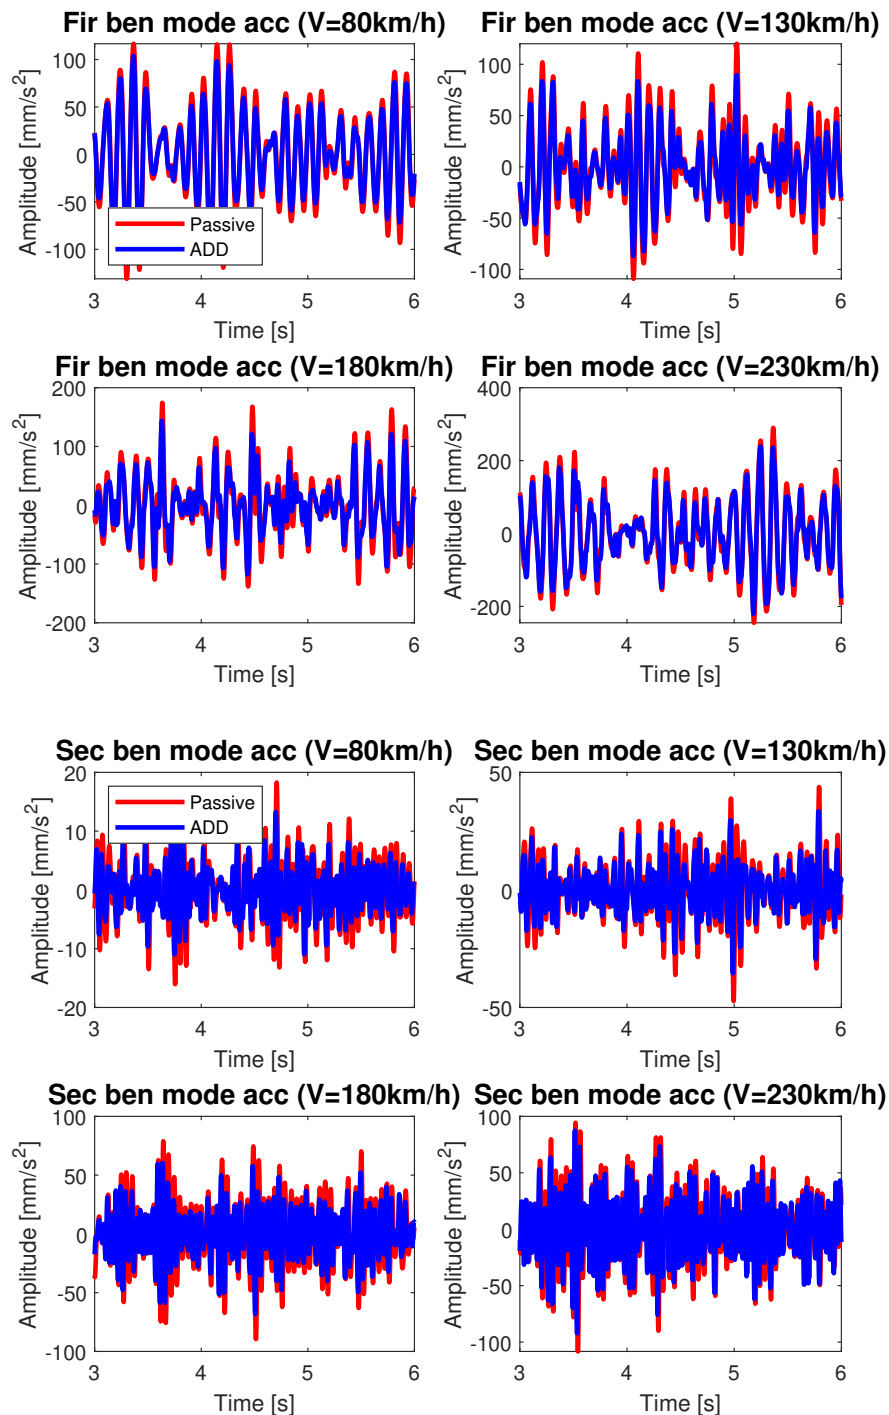 Fir ben mode acc (V=80km/h)
Fir ben mode acc (V=130km/h)
Amplitude [mm/s²]
100
50
0
-50
-100
Passive
ADD
3
4
5
6
Time [s]
Amplitude [mm/s²]
100
50
0
-50
-100
3
4
5
6
Time [s]
Fir ben mode acc (V=180km/h)
Fir ben mode acc (V=230km/h)
Amplitude [mm/s²]
200
100
0
-100
-200
3
4
5
6
Time [s]
Amplitude [mm/s²]
400
200
0
-200
3
4
5
6
Time [s]
Sec ben mode acc (V=80km/h)
Sec ben mode acc (V=130km/h)
Amplitude [mm/s²]
20
10
0
-10
-20
Passive
ADD
3
4
5
6
Time [s]
Amplitude [mm/s²]
50
0
-50
3
4
5
6
Time [s]
Sec ben mode acc (V=180km/h)
Sec ben mode acc (V=230km/h)
Amplitude [mm/s²]
100
50
0
-50
-100
3
4
5
6
Time [s]
Amplitude [mm/s²]
100
50
0
-50
-100
3
4
5
6
Time [s]